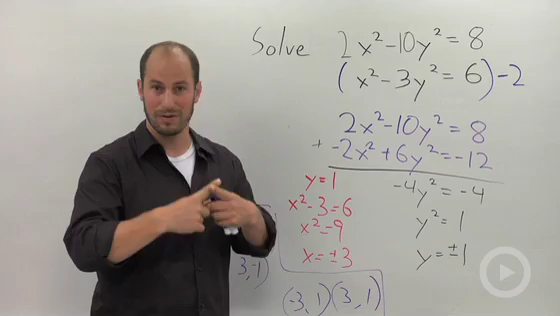 Solve 2x²-10y²=8
(x²-3y²=6)-2
2x²-10y²=8
+ -2x²+6y²=-12
-4y²=-4
y²=1
y=±1
y=1
x²-3=6
x²=9
x=±3
(-3,1)(3,1)
3,-1)